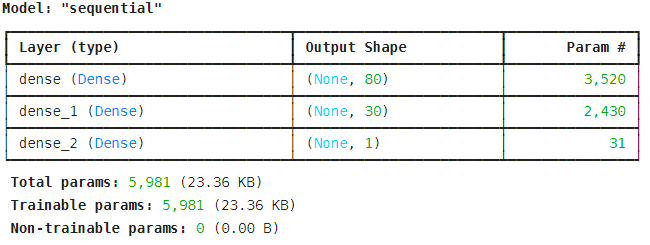 Model: "sequential"
Layer (type) Output Shape Param #
dense (Dense) (None, 80) 3,520
dense_1 (Dense) (None, 30) 2,430
dense_2 (Dense) (None, 1) 31
Total params: 5,981 (23.36 KB)
Trainable params: 5,981 (23.36 KB)
Non-trainable params: 0 (0.00 B)